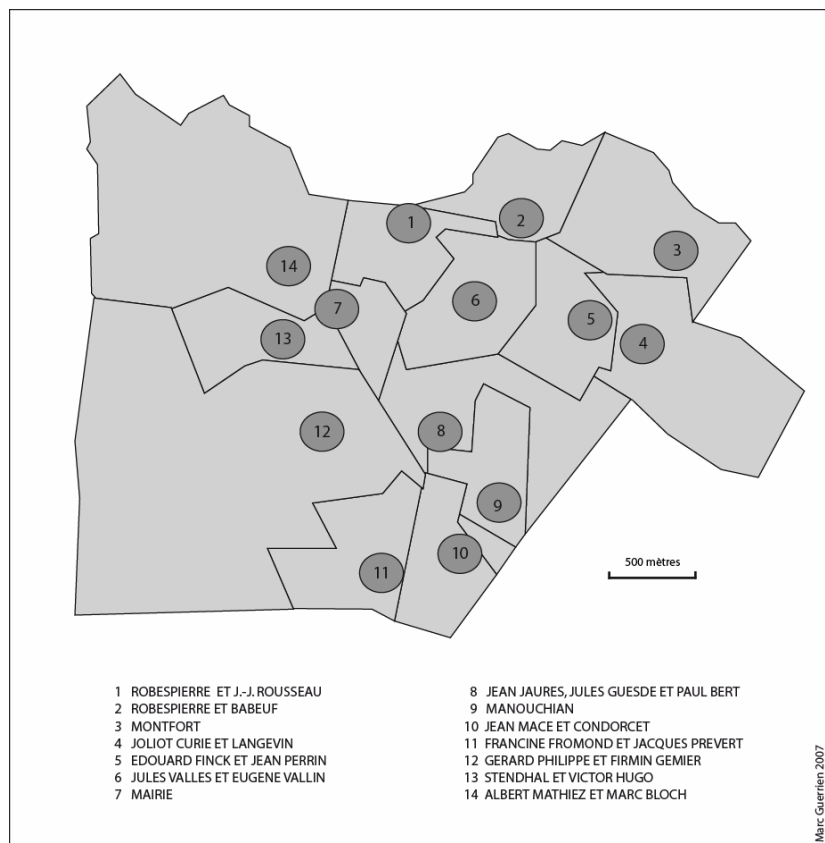 1
2
3
14
6
7
5
13
4
12
8
9
10
500 mètres
11
1 ROBESPIERRE ET J.-J. ROUSSEAU
2 ROBESPIERRE ET BABEUF
3 MONTFORT
4 JOLIOT CURIE ET LANGEVIN
5 EDOUARD FINCK ET JEAN PERRIN
6 JULES VALLES ET EUGENE VALLIN
7 MAIRIE
8 JEAN JAURES, JULES GUESDE ET PAUL BERT
9 MANOUCHIAN
10 JEAN MACE ET CONDORCET
11 FRANCINE FROMOND ET JACQUES PREVERT
12 GERARD PHILIPPE ET FIRMIN GEMIER
13 STENDHAL ET VICTOR HUGO
14 ALBERT MATHIEZ ET MARC BLOCH
Marc Guerrien 2007